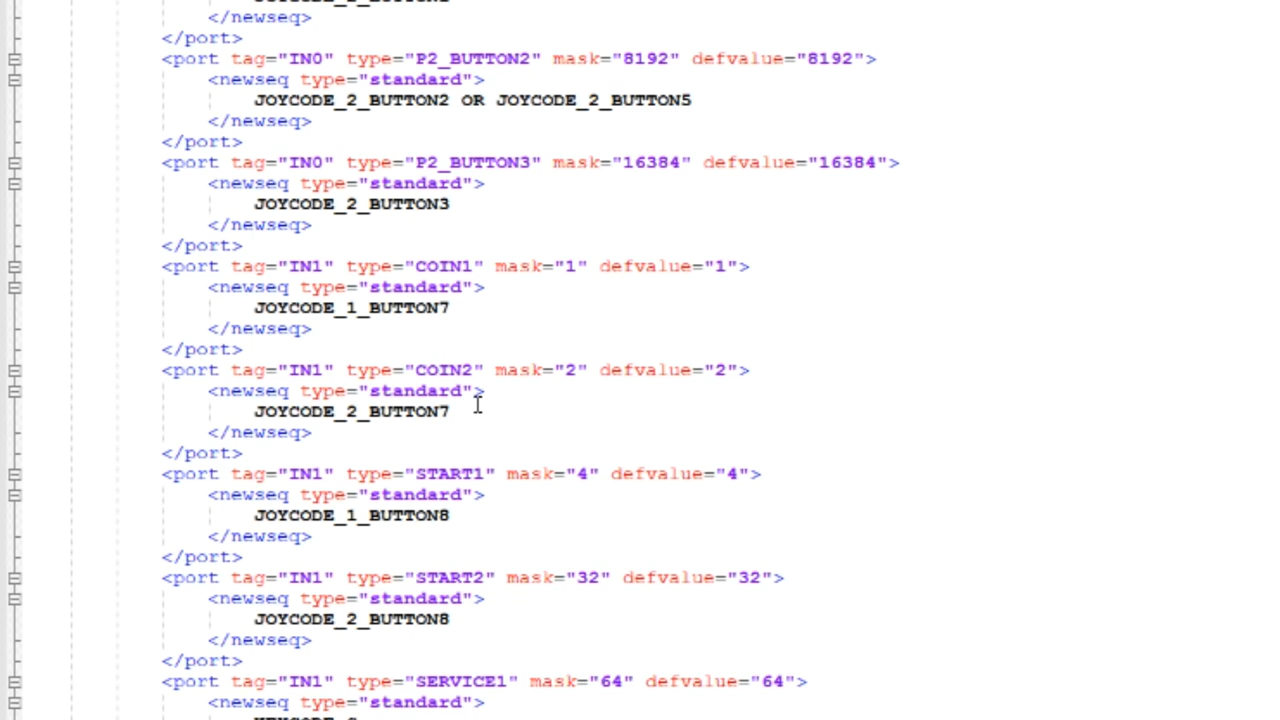 </newseq>
</port>
<port tag="IN0" type="P2_BUTTON2" mask="8192" defvalue="8192">
<newseq type="standard">
JOYCODE_2_BUTTON2 OR JOYCODE_2_BUTTON5
</newseq>
</port>
<port tag="IN0" type="P2_BUTTON3" mask="16384" defvalue="16384">
<newseq type="standard">
JOYCODE_2_BUTTON3
</newseq>
</port>
<port tag="IN1" type="COIN1" mask="1" defvalue="1">
<newseq type="standard">
JOYCODE_1_BUTTON7
</newseq>
</port>
<port tag="IN1" type="COIN2" mask="2" defvalue="2">
<newseq type="standard">
JOYCODE_2_BUTTON7
</newseq>
</port>
<port tag="IN1" type="START1" mask="4" defvalue="4">
<newseq type="standard">
JOYCODE_1_BUTTON8
</newseq>
</port>
<port tag="IN1" type="START2" mask="32" defvalue="32">
<newseq type="standard">
JOYCODE_2_BUTTON8
</newseq>
</port>
<port tag="IN1" type="SERVICE1" mask="64" defvalue="64">
<newseq type="standard">